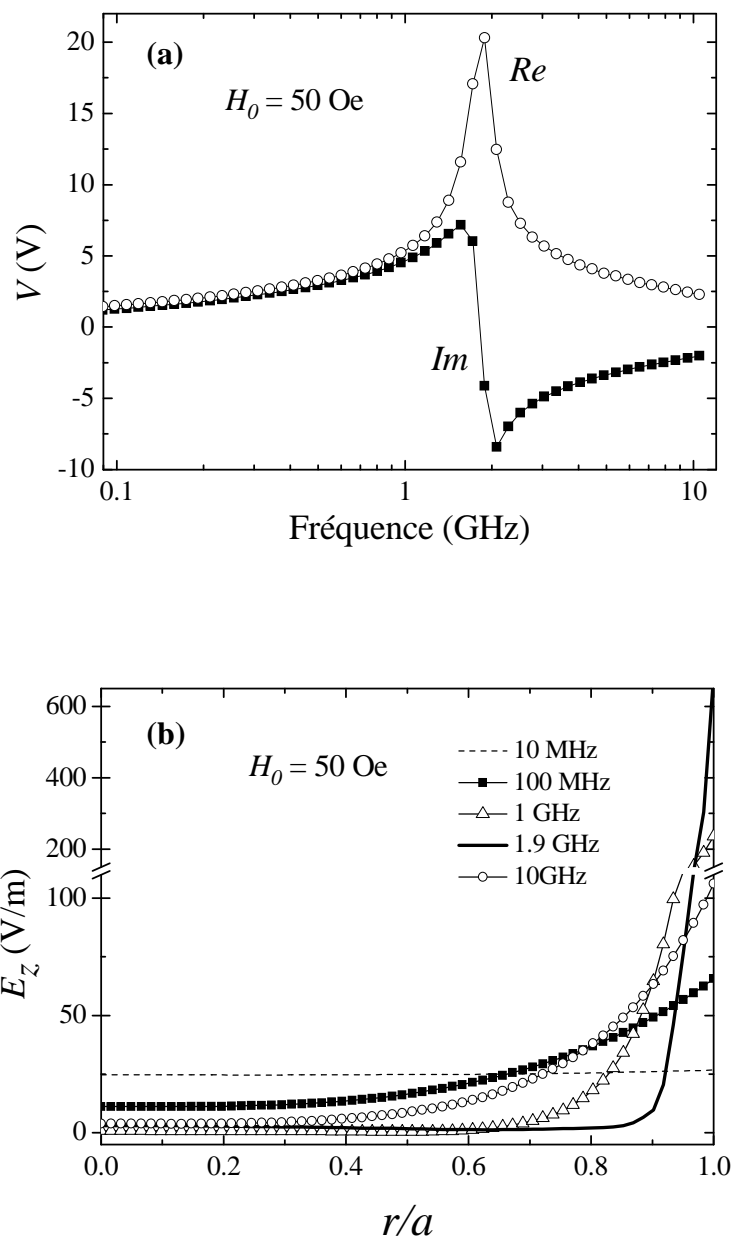 (a)
H0 = 50 Oe
Re
Im
V (V)
20
15
10
5
0
-5
-10
0.1
1
10
Fréquence (GHz)
(b)
H0 = 50 Oe
10 MHz
100 MHz
1 GHz
1.9 GHz
10GHz
Ez (V/m)
600
400
200
100
50
0
0.0
0.2
0.4
0.6
0.8
1.0
r/a